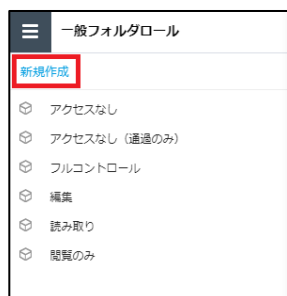 一般フォルダロール
新規作成
アクセスなし
アクセスなし（通過のみ）
フルコントロール
編集
読み取り
閲覧のみ